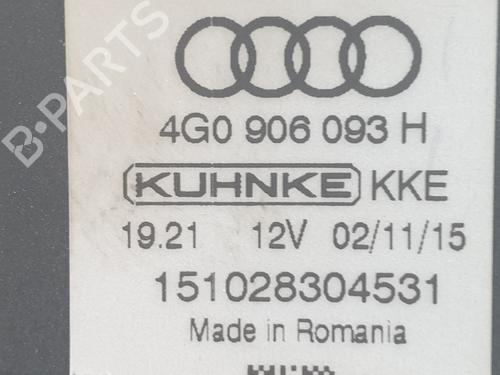 B-PARTS
4G0 906 093 H
KUHNKE KKE
19.21 12V 02/11/15
151028304531
Made in Romania